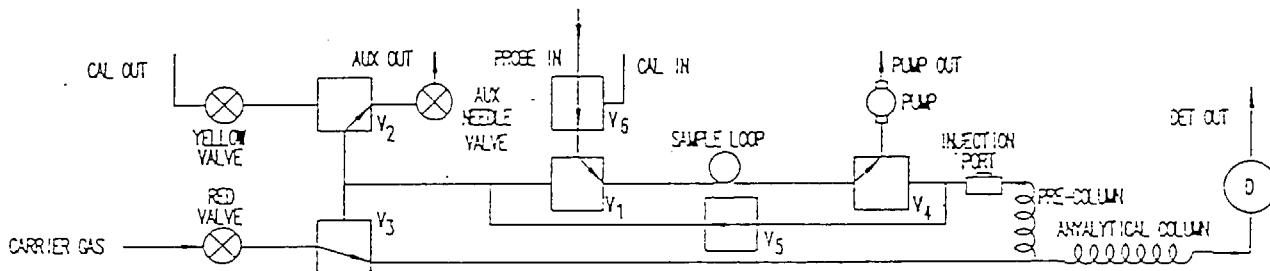 CAL OUT
YELLOW
VALVE
V2
AUX OUT
AUX
NEEDLE
VALVE
PROBE IN
CAL IN
V6
PUMP OUT
PUMP
SAMPLE LOOP
INJECTION
PORT
DET OUT
D
RED
VALVE
V3
V1
V4
V5
PRE-COLUMN
ANYALYTICAL COLUMN
CARRIER GAS